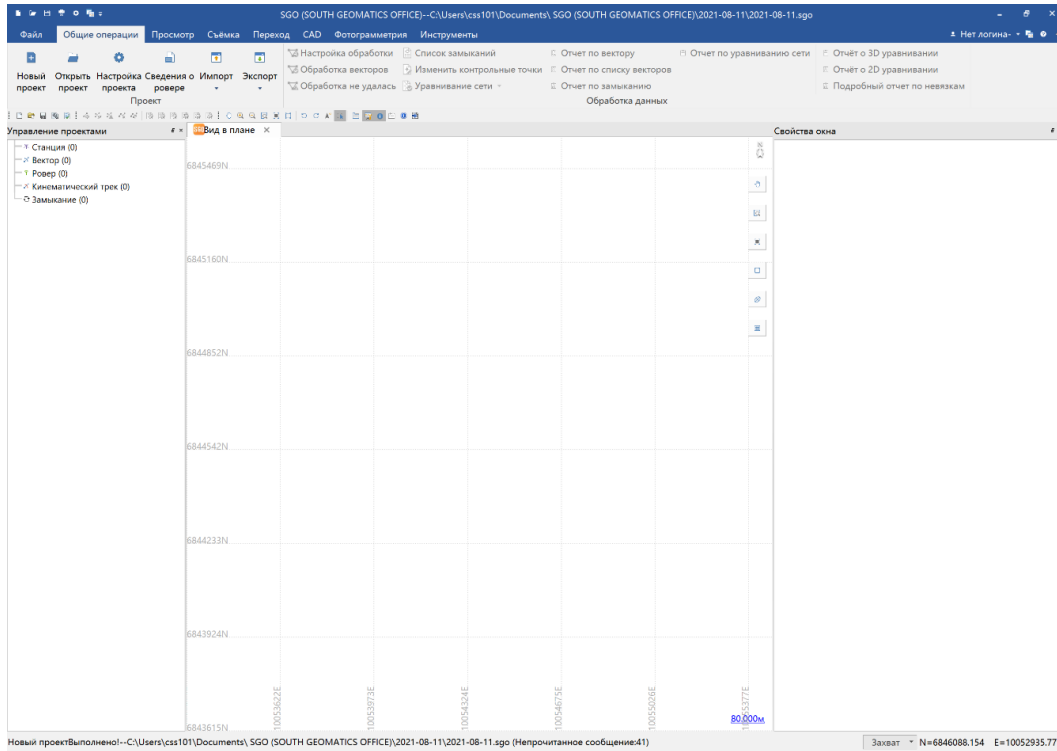 SGO (SOUTH GEOMATICS OFFICE)--C:\Users\css101\Documents\ SGO (SOUTH GEOMATICS OFFICE)\2021-08-11\2021-08-11.sgo
Файл Общие операции Просмотр Съёмка Переход CAD Фотограмметрия Инструменты Нет логина-
Новый проект Открыть проект Настройка проекта Сведения о ровере Импорт Экспорт
Проект
Настройка обработки Список замыканий Отчет по вектору Отчет по уравниванию сети Отчёт о 3D уравнивании
Обработка векторов Изменить контрольные точки Отчет по списку векторов Отчёт о 2D уравнивании
Обработка не удалась Уравнивание сети Отчет по замыканию Подробный отчет по невязкам
Обработка данных
Управление проектами
Вид в плане
Свойства окна
Станция (0)
Вектор (0)
Ровер (0)
Кинематический трек (0)
Замыкание (0)
6845469N
6845160N
6844852N
6844542N
6844233N
6843924N
6843615N
10053622E
10053973E
10054324E
10054675E
10055026E
10055377E
80.000м
Новый проектВыполнено!--C:\Users\css101\Documents\ SGO (SOUTH GEOMATICS OFFICE)\2021-08-11\2021-08-11.sgo (Непрочитанное сообщение:41)
Захват N=6846088.154 E=10052935.77